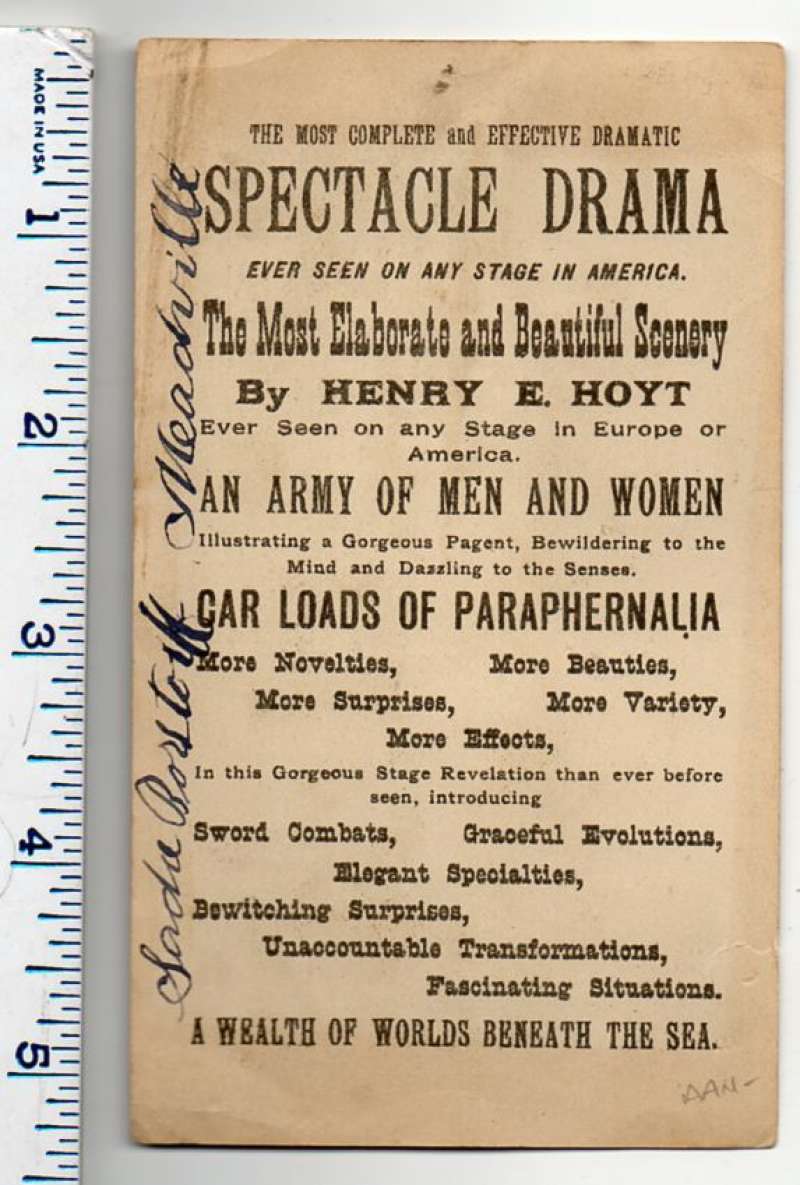 THE MOST COMPLETE and EFFECTIVE DRAMATIC
SPECTACLE DRAMA
EVER SEEN ON ANY STAGE IN AMERICA.
The Most Elaborate and Beautiful Scenery
By HENRY E. HOYT
Ever Seen on any Stage in Europe or
America.
AN ARMY OF MEN AND WOMEN
Illustrating a Gorgeous Pagent, Bewildering to the
Mind and Dazzling to the Senses.
CAR LOADS OF PARAPHERNALIA
More Novelties, More Beauties,
More Surprises, More Variety,
More Effects,
In this Gorgeous Stage Revelation than ever before
seen, introducing
Sword Combats, Graceful Evolutions,
Elegant Specialties,
Bewitching Surprises,
Unaccountable Transformations,
Fascinating Situations.
A WEALTH OF WORLDS BENEATH THE SEA.
Meadville
MADE IN USA
1
2
3
4
5